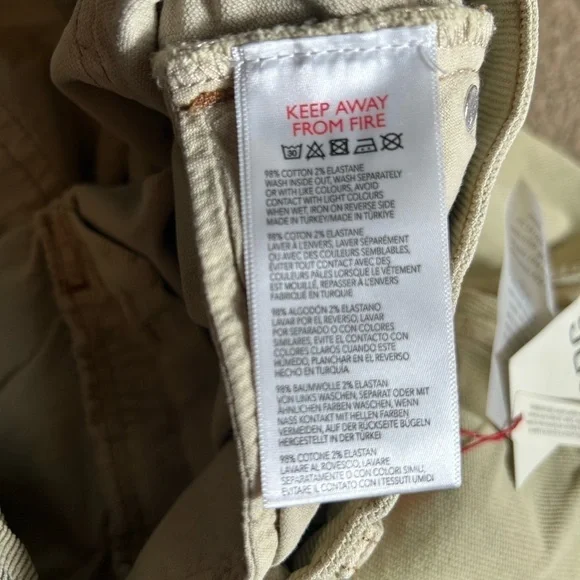 KEEP AWAY
FROM FIRE
30
98% COTTON 2% ELASTANE
WASH INSIDE OUT, WASH SEPARATELY
OR WITH LIKE COLOURS, AVOID
CONTACT WITH LIGHT COLOURS
WHEN WET, IRON ON REVERSE SIDE
MADE IN TURKEY/MADE IN TÜRKİYE
98% COTON 2% ELASTANE
LAVER À L'ENVERS, LAVER SÉPARÉMENT
OU AVEC DES COULEURS SEMBLABLES,
ÉVITER TOUT CONTACT AVEC DES
COULEURS PÂLES LORSQUE LE VÊTEMENT
EST MOUILLÉ, REPASSER À L'ENVERS
FABRIQUÉ EN TURQUIE
98% ALGODÓN 2% ELASTANO
LAVAR POR EL REVERSO, LAVAR
POR SEPARADO O CON COLORES
SIMILARES, EVITE EL CONTACTO CON
COLORES CLAROS CUANDO ESTE
HÚMEDO, PLANCHAR EN EL REVERSO
HECHO EN TURQUÍA
98% BAUMWOLLE 2% ELASTAN
VON LINKS WASCHEN, SEPARAT ODER MIT
ÄHNLICHEN FARBEN WASCHEN, WENN
NASS KONTAKT MIT HELLEN FARBEN
VERMEIDEN, AUF DER RÜCKSEITE BÜGELN
HERGESTELLT IN DER TÜRKEI
98% COTONE 2% ELASTAN
LAVARE AL ROVESCIO, LAVARE
SEPARATAMENTE O CON COLORI SIMILI,
EVITARE IL CONTATO CON I TESSUTI UMIDI